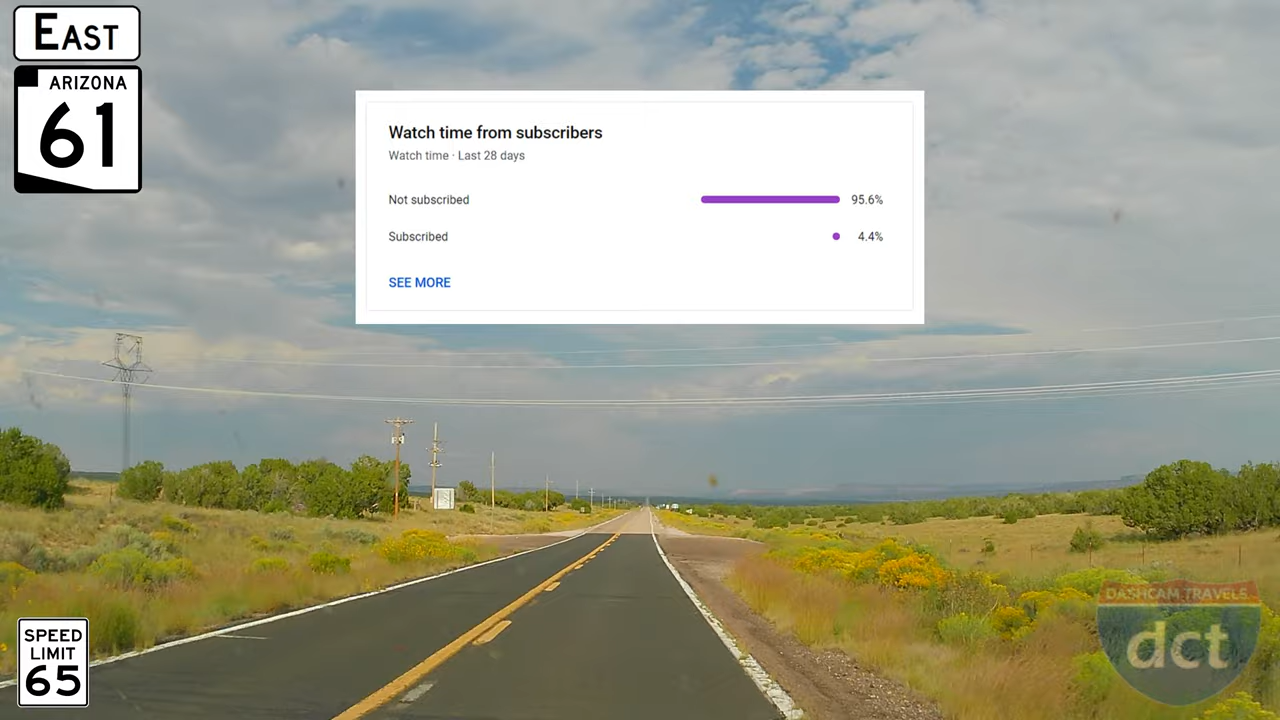 EAST
ARIZONA
61
Watch time from subscribers
Watch time · Last 28 days
Not subscribed 95.6%
Subscribed 4.4%
SEE MORE
SPEED
LIMIT
65
DASHCAM.TRAVELS.
dct